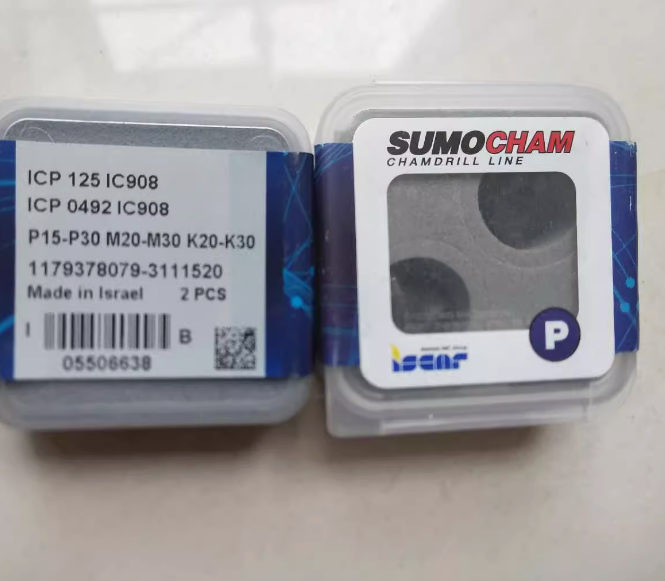 ICP 125 IC908
ICP 0492 IC908
P15-P30 M20-M30 K20-K30
1179378079-3111520
Made in Israel 2 PCS
I B
05506638
SUMOCHAM
CHAMDRILL LINE
P
iscar